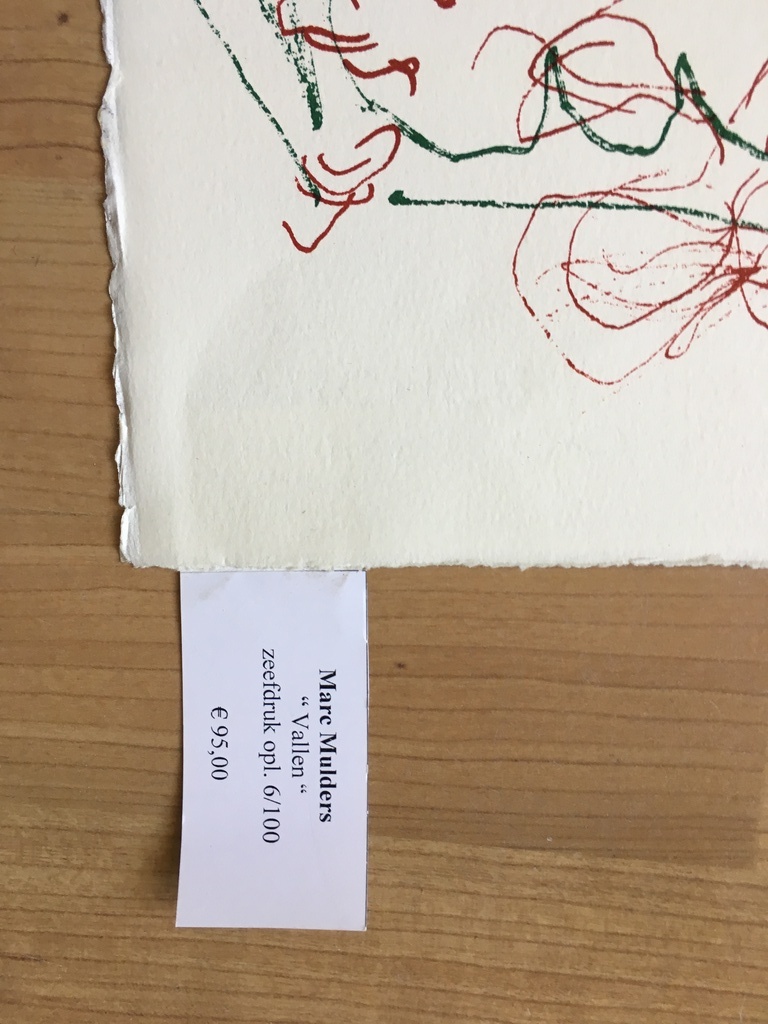 Marc Mulders
“ Vallen “
zeefdruk opl. 6/100
€ 95,00